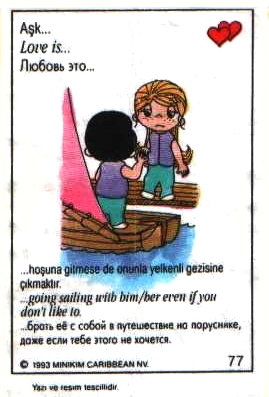 Aşk...
Love is...
Любовь это...
...hoşuna gitmese de onunla yelkenli gezisine
çıkmaktır.
...going sailing with him/her even if you
don't like to.
...брать её с собой в путешествие на паруснике,
даже если тебе этого не хочется.
© 1993 MINIKIM CARIBBEAN NV. 77
Yazı ve resim tescillidir.